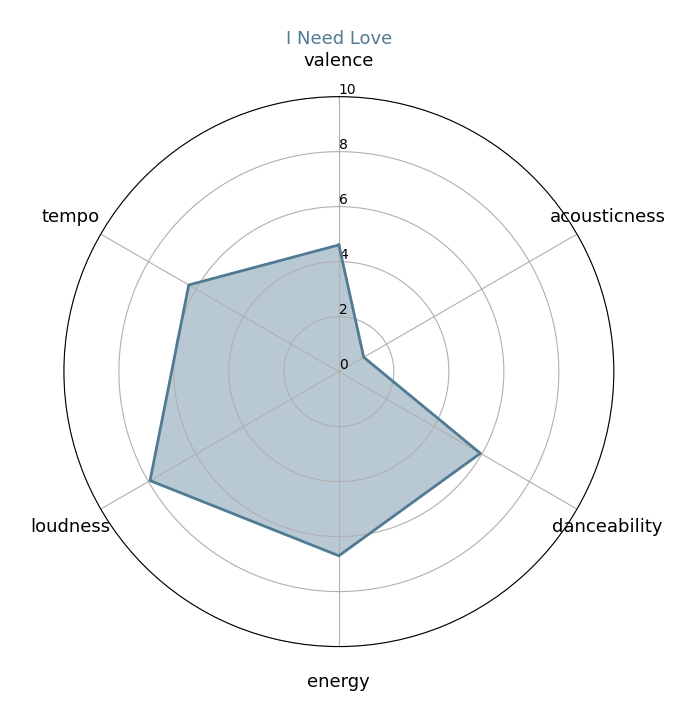 I Need Love
valence
10
8
6
4
2
0
tempo
acousticness
loudness
danceability
energy